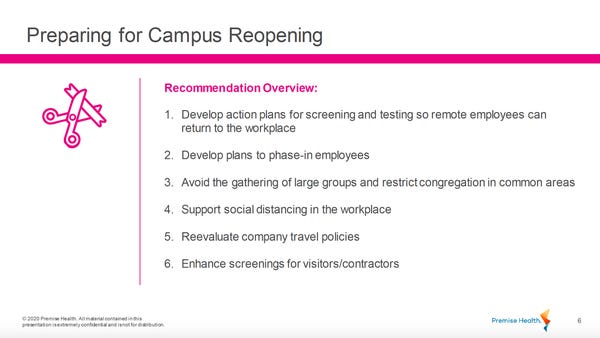 Preparing for Campus Reopening
Recommendation Overview:
1. Develop action plans for screening and testing so remote employees can
return to the workplace
2. Develop plans to phase-in employees
3. Avoid the gathering of large groups and restrict congregation in common areas
4. Support social distancing in the workplace
5. Reevaluate company travel policies
6. Enhance screenings for visitors/contractors
© 2020 Premise Health. All material contained in this
presentation is extremely confidential and is not for distribution.
Premise Health.
6